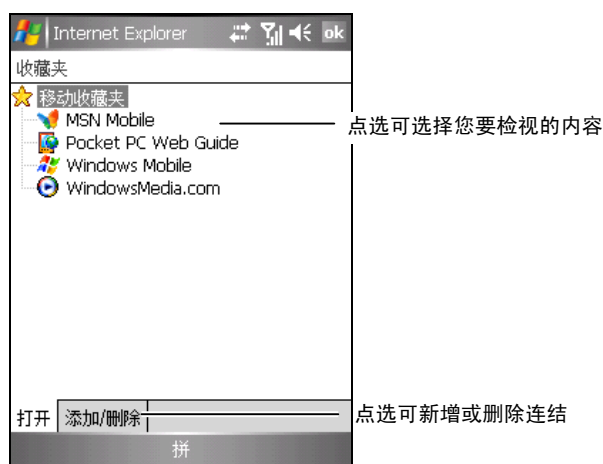 Internet Explorer ok
收藏夹
移动收藏夹
MSN Mobile
点选可选择您要检视的内容
Pocket PC Web Guide
Windows Mobile
WindowsMedia.com
打开 添加/删除
点选可新增或删除连结
拼